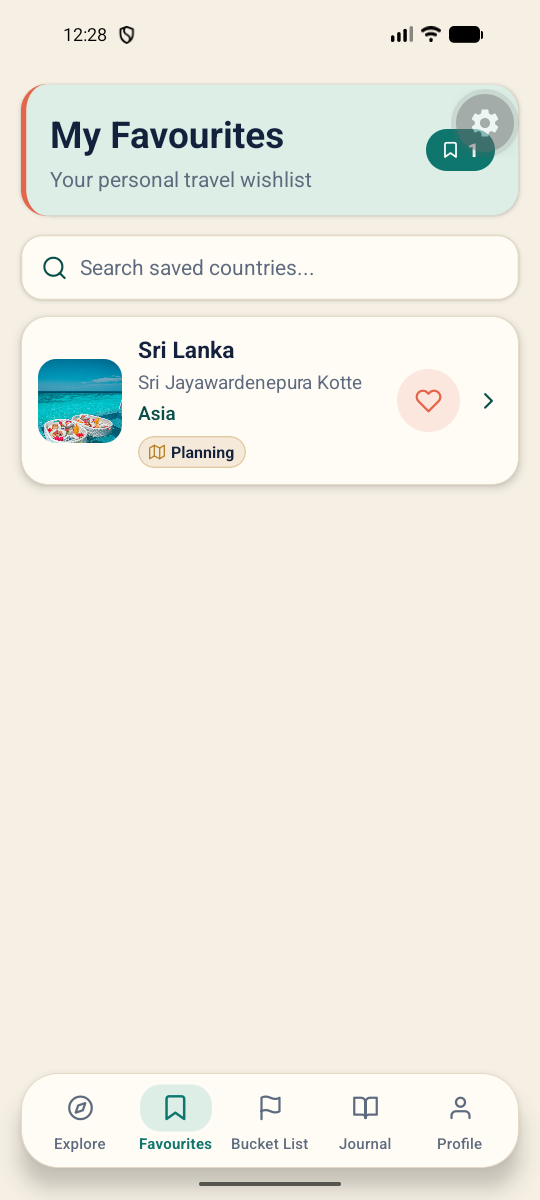 12:28
My Favourites
Your personal travel wishlist
1
Search saved countries...
Sri Lanka
Sri Jayawardenepura Kotte
Asia
Planning
Explore
Favourites
Bucket List
Journal
Profile